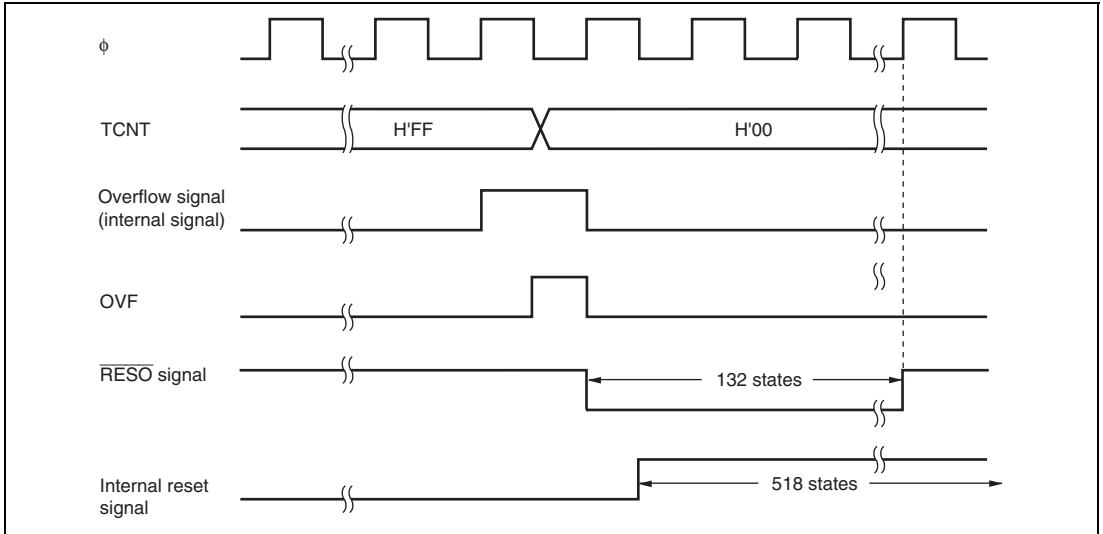 ϕ
TCNT
H'FF
H'00
Overflow signal
(internal signal)
OVF
RESO signal
132 states
Internal reset
signal
518 states